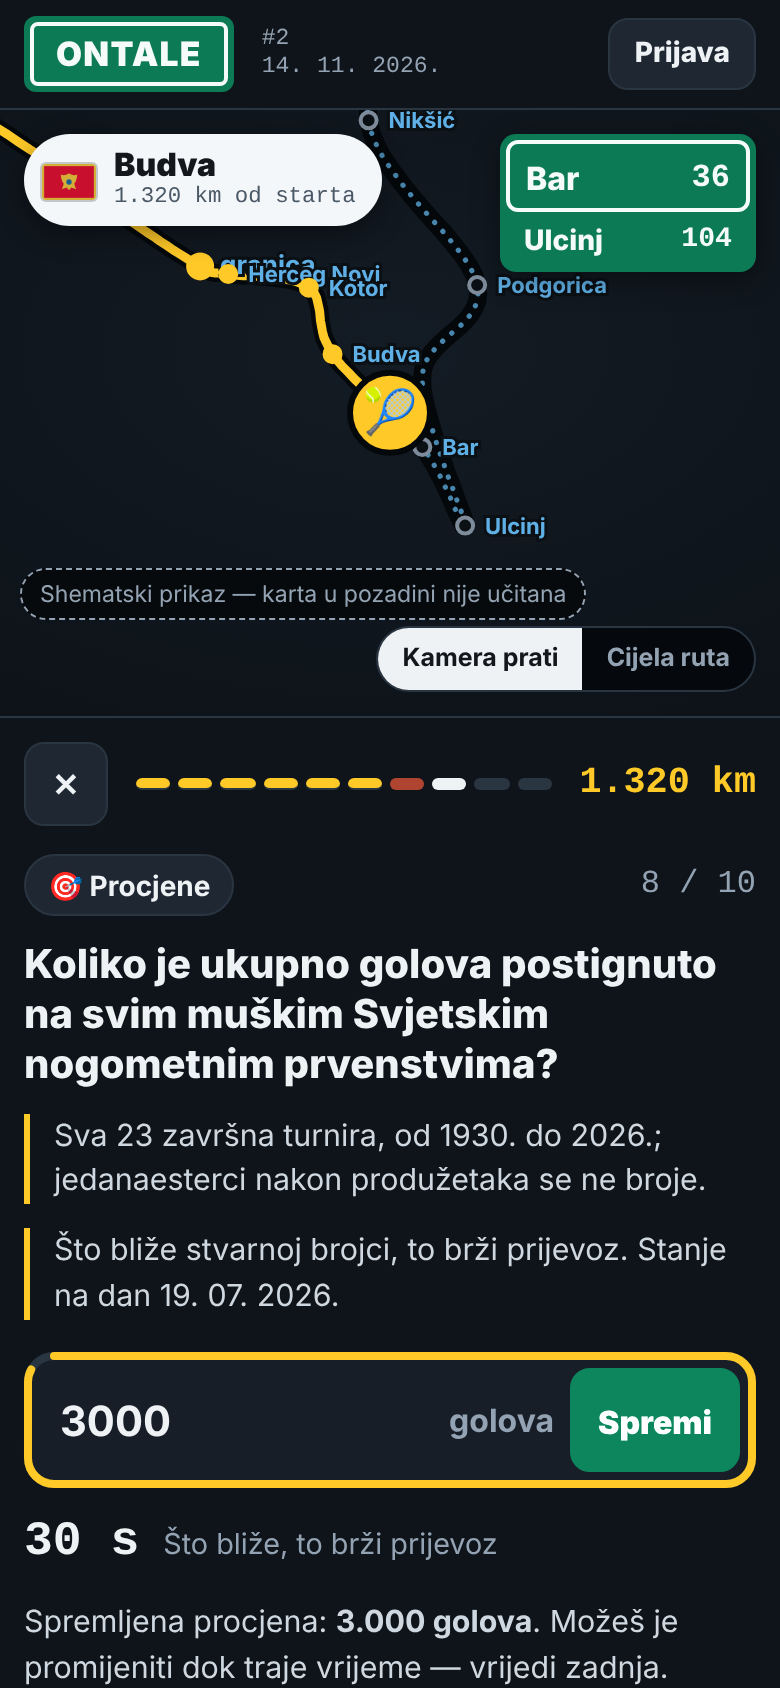 ONTALE
#2
14. 11. 2026.
Prijava
Nikšić
Budva
1.320 km od starta
Bar 36
Ulcinj 104
granica
Herceg Novi
Kotor
Podgorica
Budva
Bar
Ulcinj
Shematski prikaz — karta u pozadini nije učitana
Kamera prati
Cijela ruta
×
1.320 km
Procjene
8 / 10
Koliko je ukupno golova postignuto
na svim muškim Svjetskim
nogometnim prvenstvima?
Sva 23 završna turnira, od 1930. do 2026.;
jedanaesterci nakon produžetaka se ne broje.
Što bliže stvarnoj brojci, to brži prijevoz. Stanje
na dan 19. 07. 2026.
3000
golova
Spremi
30 s
Što bliže, to brži prijevoz
Spremljena procjena: 3.000 golova. Možeš je
promijeniti dok traje vrijeme — vrijedi zadnja.